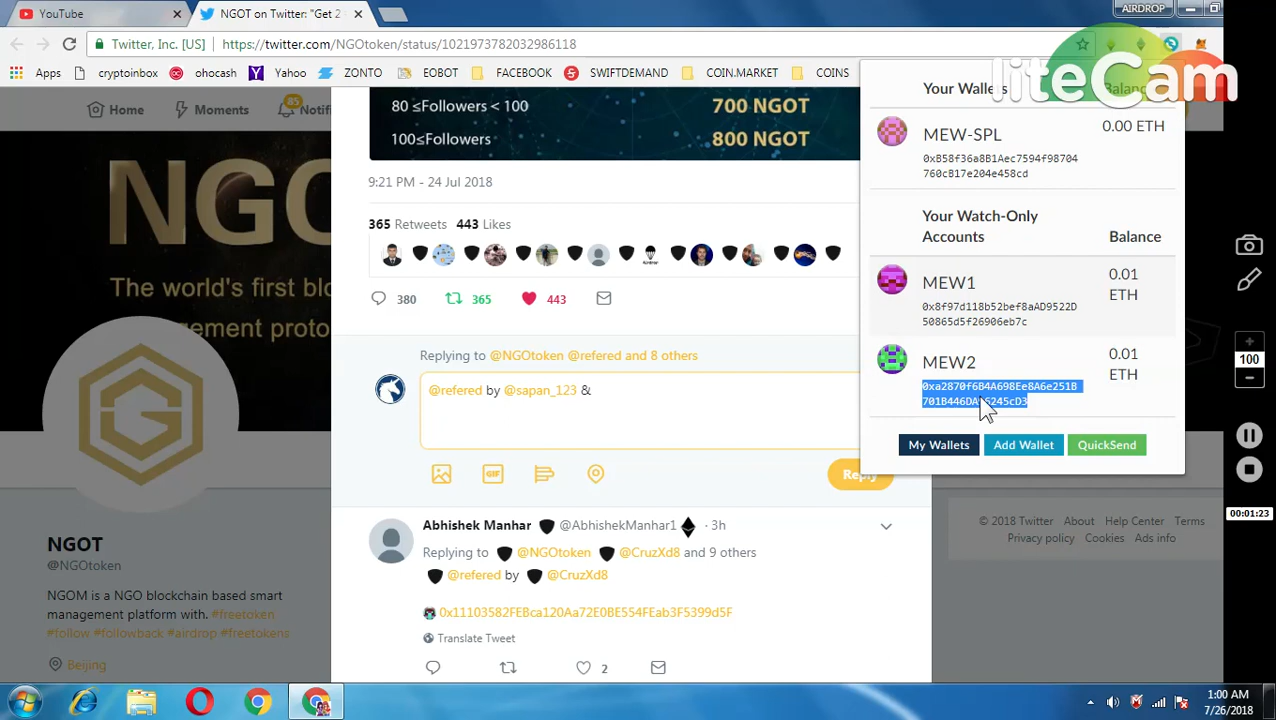 YouTube
NGOT on Twitter: "Get 2
AIRDROP
Twitter, Inc. [US]
https://twitter.com/NGOtoken/status/1021973782032986118
Apps
cryptoinbox
ohocash
Yahoo
ZONTO
EOBOT
FACEBOOK
SWIFTDEMAND
COIN.MARKET
COINS
liteCam
Home
Moments
85
Notifi
NGO
The world's first bl
nagement proto
80 ≤Followers < 100
700 NGOT
100≤Followers
800 NGOT
9:21 PM - 24 Jul 2018
365 Retweets 443 Likes
380
365
443
Replying to @NGOtoken @refered and 8 others
@refered by @sapan_123 &
GIF
Reply
Abhishek Manhar @AbhishekManhar1 · 3h
Replying to @NGOtoken @CruzXd8 and 9 others
@refered by @CruzXd8
0x11103582FEBca120Aa72E0BE554FEab3F5399d5F
Translate Tweet
2
NGOT
@NGOtoken
NGOM is a NGO blockchain based smart
management platform with. #freetoken
#follow #followback #airdrop #freetokens
Beijing
Your Wallets
Balance
MEW-SPL
0.00 ETH
0xB58f36a8B1Aec7594f98704
760cB17e204e458cd
Your Watch-Only
Accounts
Balance
MEW1
0.01
ETH
0x8f97d118b52bef8aAD9522D
50865d5f26906eb7c
MEW2
0.01
ETH
0xa2870f6B4A698Ee8A6e251B
My Wallets
Add Wallet
QuickSend
© 2018 Twitter About Help Center Terms
Privacy policy Cookies Ads info
100
00:01:23
1:00 AM
7/26/2018